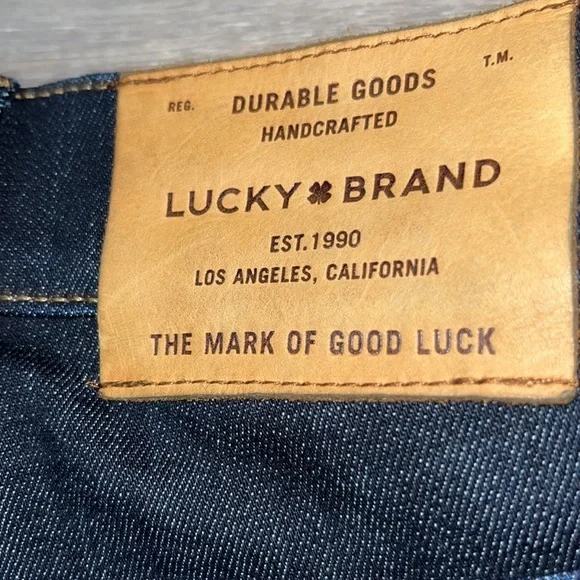 REG. DURABLE GOODS T.M.
HANDCRAFTED
LUCKY BRAND
EST.1990
LOS ANGELES, CALIFORNIA
THE MARK OF GOOD LUCK